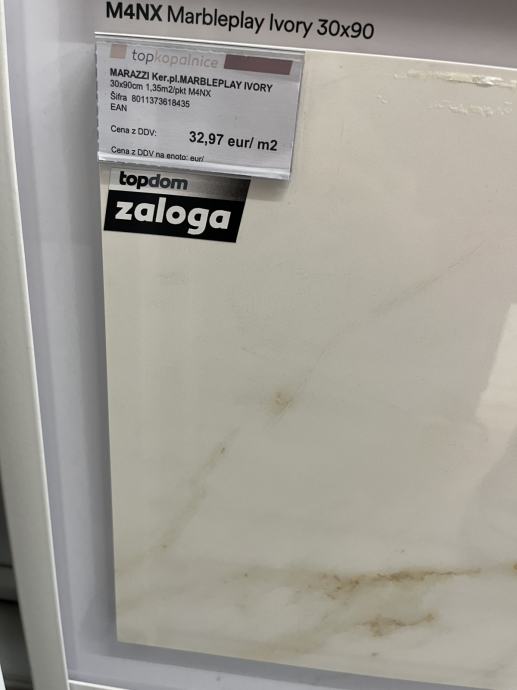 M4NX Marbleplay Ivory 30x90
topkopalnice
MARAZZI Ker.pl.MARBLEPLAY IVORY
30x90cm 1,35m2/pkt M4NX
Šifra 8011373618435
EAN
Cena z DDV: 32,97 eur/ m2
Cena z DDV na enoto: eur/
topdom
zaloga